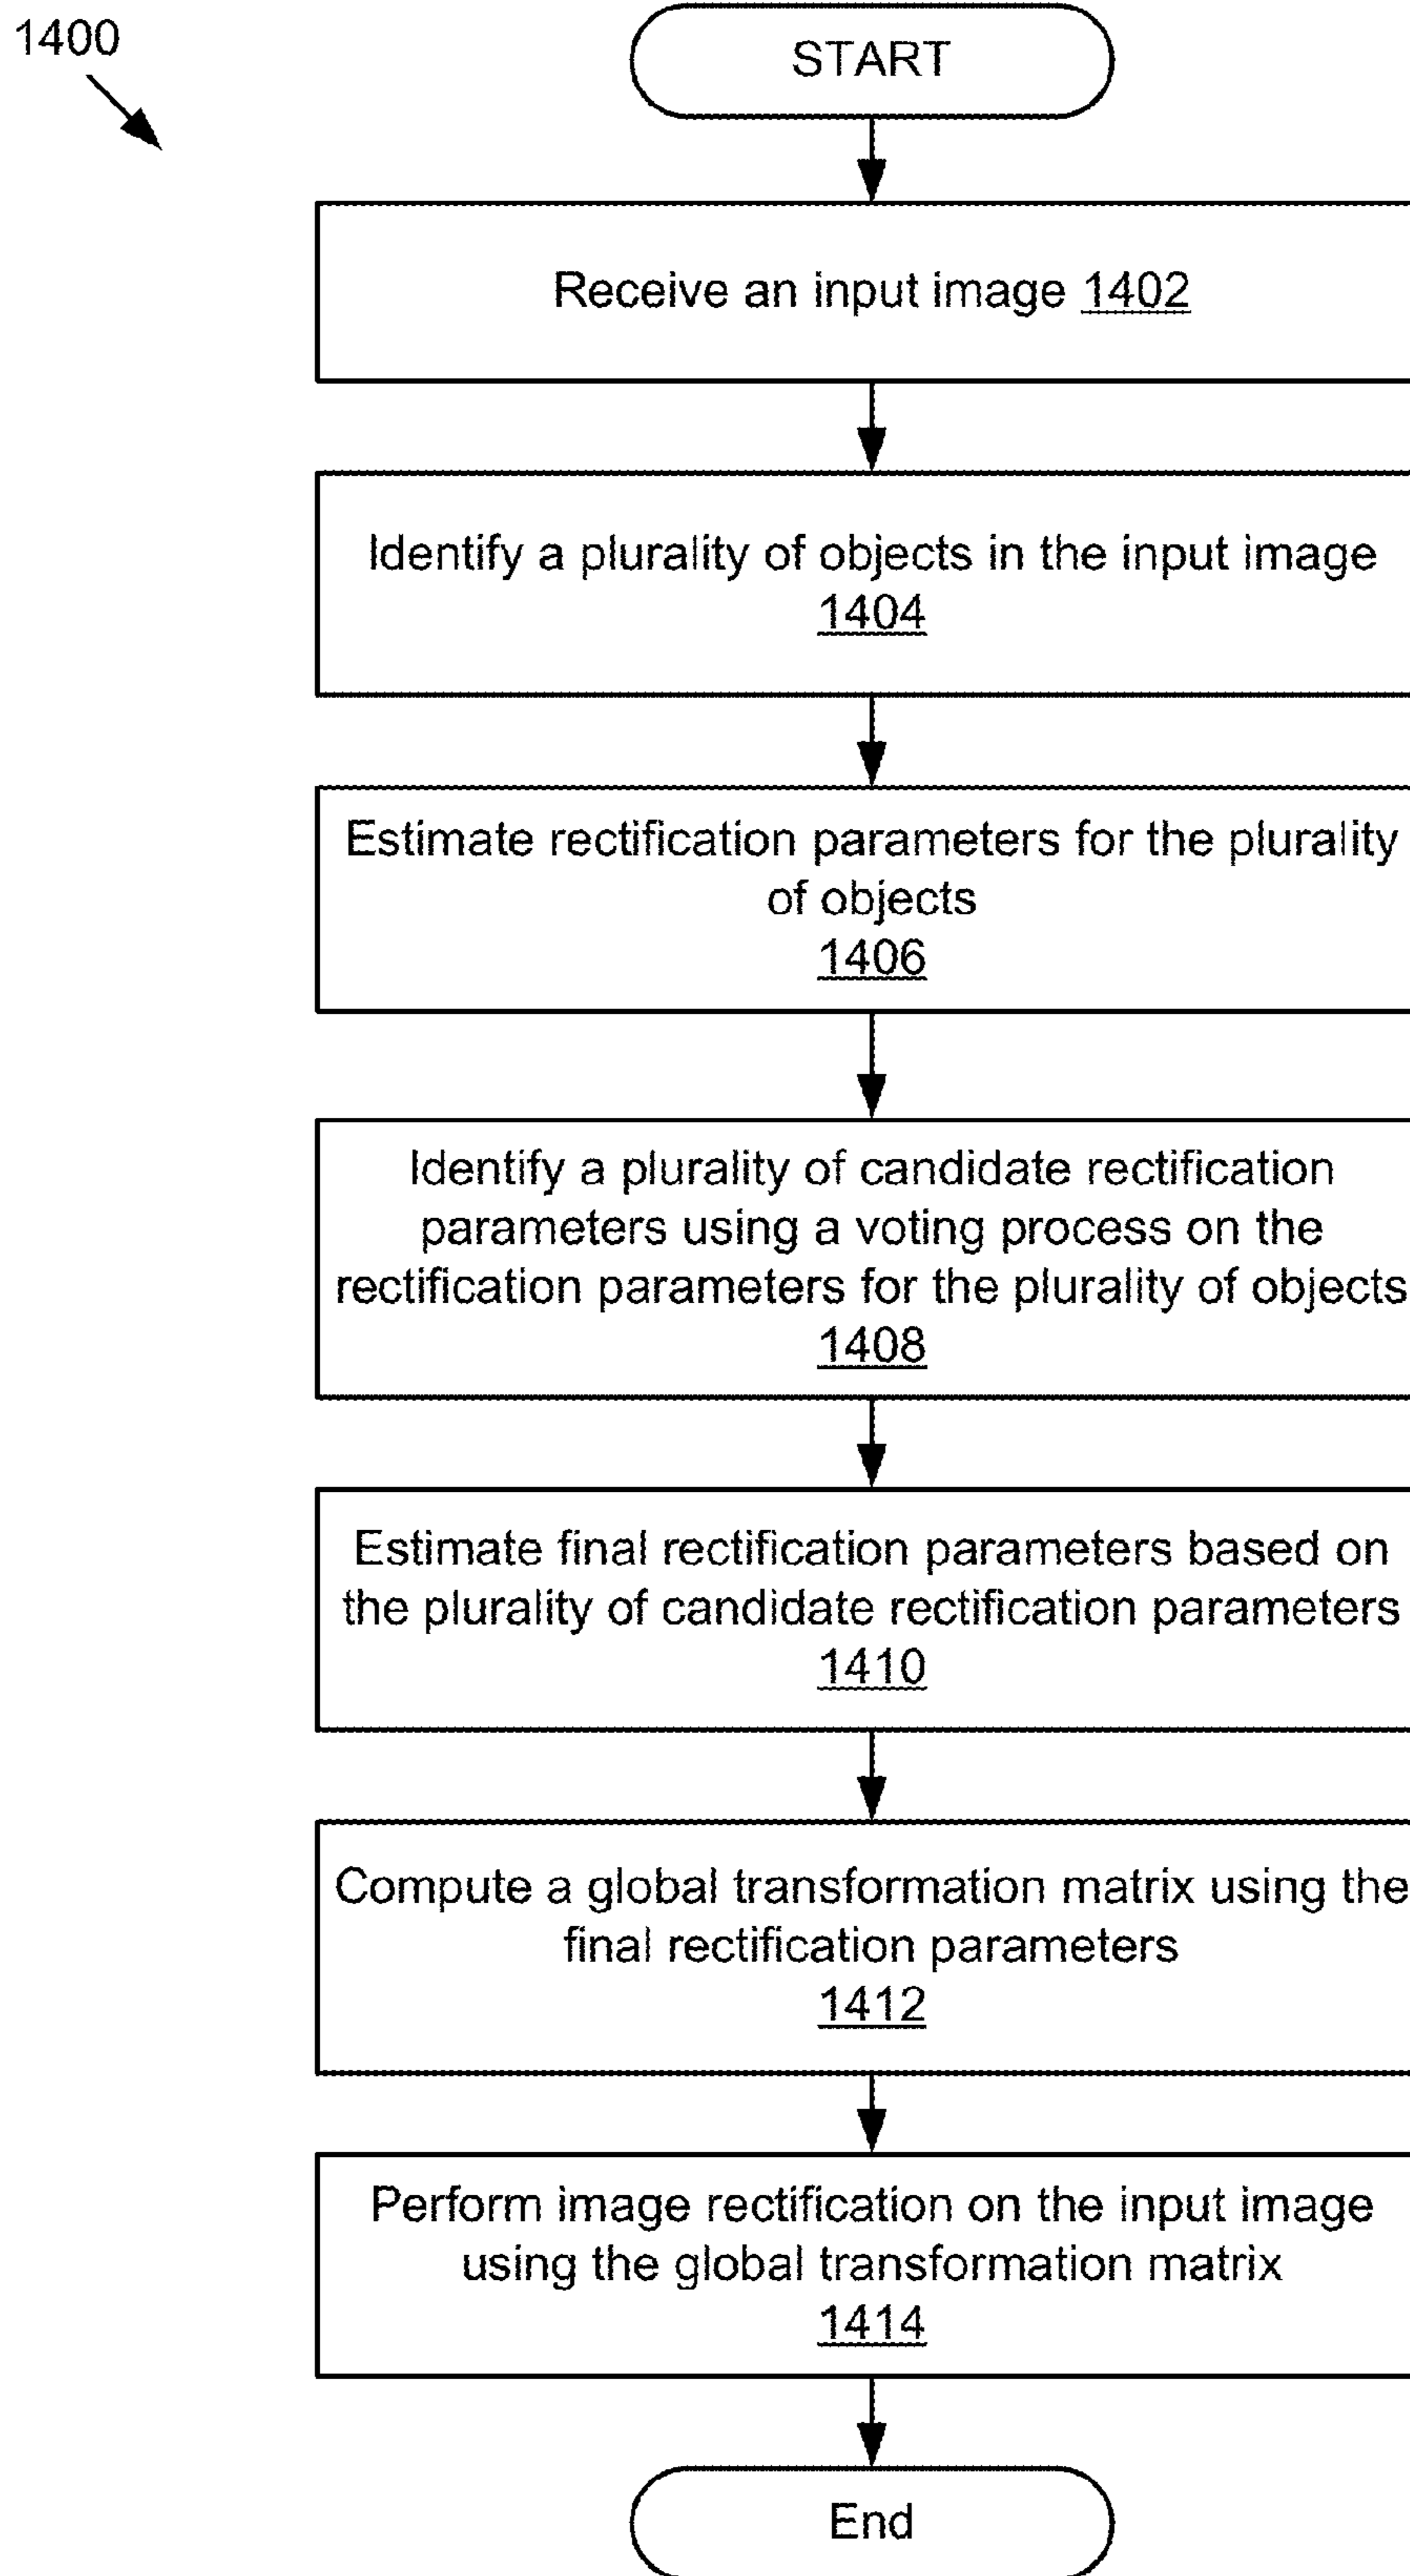 1400
START
Receive an input image 1402
Identify a plurality of objects in the input image
1404
Estimate rectification parameters for the plurality
of objects
1406
Identify a plurality of candidate rectification
parameters using a voting process on the
rectification parameters for the plurality of objects
1408
Estimate final rectification parameters based on
the plurality of candidate rectification parameters
1410
Compute a global transformation matrix using the
final rectification parameters
1412
Perform image rectification on the input image
using the global transformation matrix
1414
End